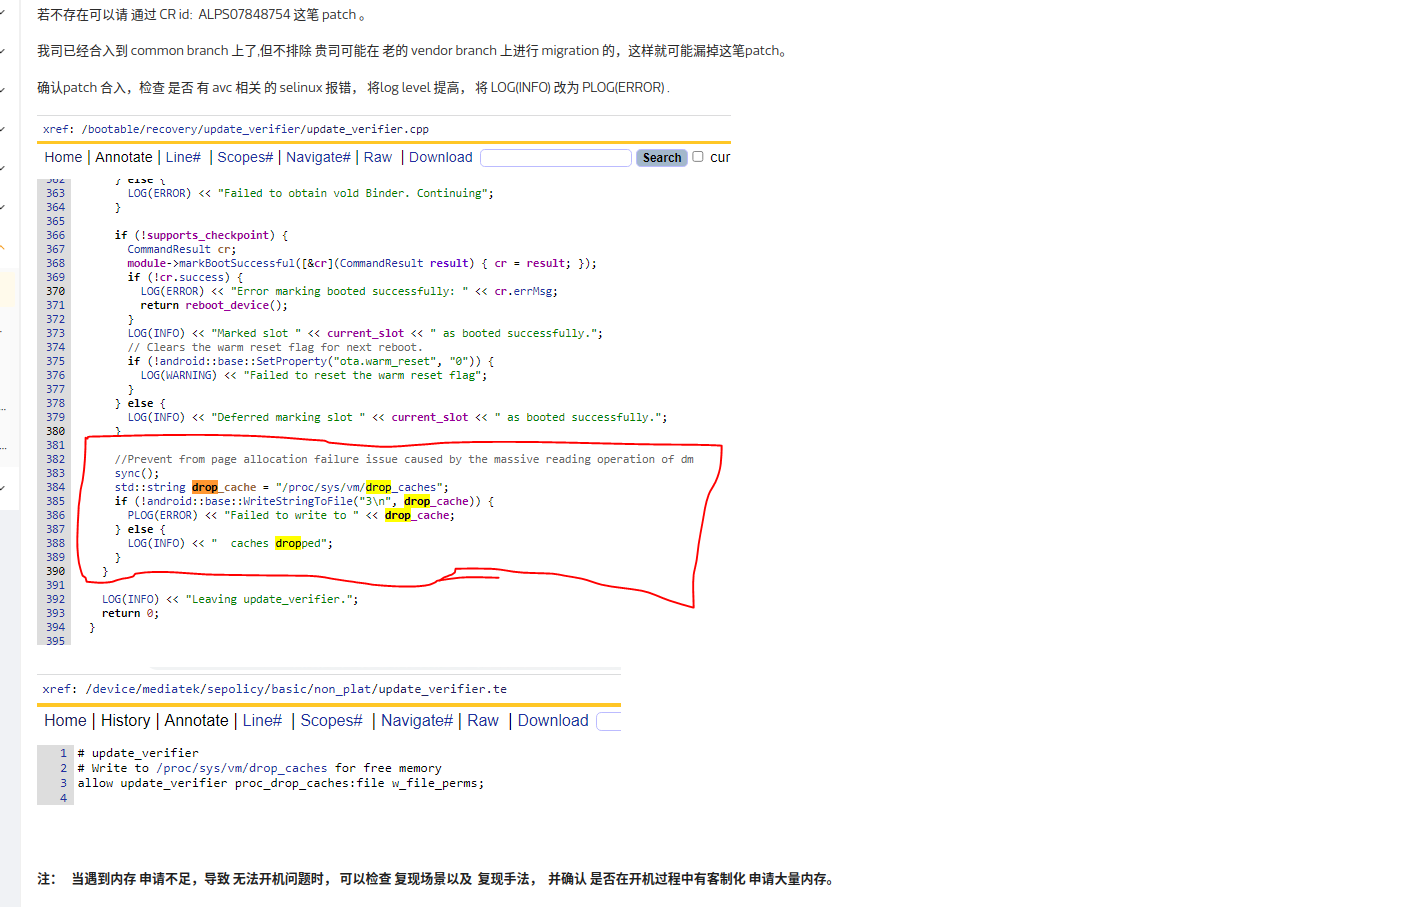 若不存在可以请 通过 CR id:  ALPS07848754 这笔 patch 。
我司已经合入到 common branch 上了,但不排除 贵司可能在 老的 vendor branch 上进行 migration 的，这样就可能漏掉这笔patch。
确认patch 合入，检查 是否 有 avc 相关 的 selinux 报错， 将log level 提高， 将 LOG(INFO) 改为 PLOG(ERROR) .
xref: /bootable/recovery/update_verifier/update_verifier.cpp
Home | Annotate | Line# | Scopes# | Navigate# | Raw | Download Search cur
362 } else {
363 LOG(ERROR) << "Failed to obtain vold Binder. Continuing";
364 }
365
366 if (!supports_checkpoint) {
367 CommandResult cr;
368 module->markBootSuccessful([&cr](CommandResult result) { cr = result; });
369 if (!cr.success) {
370 LOG(ERROR) << "Error marking booted successfully: " << cr.errMsg;
371 return reboot_device();
372 }
373 LOG(INFO) << "Marked slot " << current_slot << " as booted successfully.";
374 // Clears the warm reset flag for next reboot.
375 if (!android::base::SetProperty("ota.warm_reset", "0")) {
376 LOG(WARNING) << "Failed to reset the warm reset flag";
377 }
378 } else {
379 LOG(INFO) << "Deferred marking slot " << current_slot << " as booted successfully.";
380 }
381
382 //Prevent from page allocation failure issue caused by the massive reading operation of dm
383 sync();
384 std::string drop_cache = "/proc/sys/vm/drop_caches";
385 if (!android::base::WriteStringToFile("3\n", drop_cache)) {
386 PLOG(ERROR) << "Failed to write to " << drop_cache;
387 } else {
388 LOG(INFO) << "  caches dropped";
389 }
390 }
391
392 LOG(INFO) << "Leaving update_verifier.";
393 return 0;
394 }
395
xref: /device/mediatek/sepolicy/basic/non_plat/update_verifier.te
Home | History | Annotate | Line# | Scopes# | Navigate# | Raw | Download
1 # update_verifier
2 # Write to /proc/sys/vm/drop_caches for free memory
3 allow update_verifier proc_drop_caches:file w_file_perms;
4
注： 当遇到内存 申请不足，导致 无法开机问题时， 可以检查 复现场景以及 复现手法， 并确认 是否在开机过程中有客制化 申请大量内存。